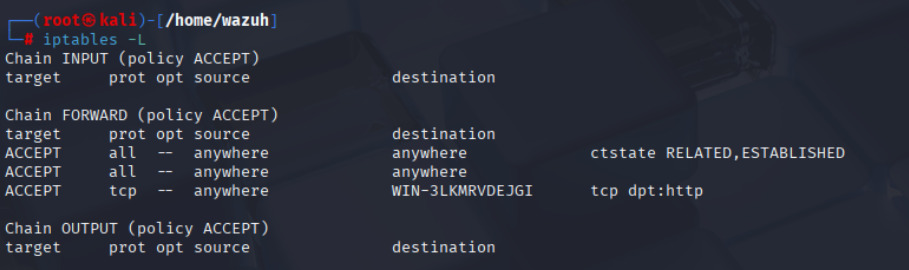 ┌──(root㉿kali)-[/home/wazuh]
└─# iptables -L
Chain INPUT (policy ACCEPT)
target     prot opt source               destination

Chain FORWARD (policy ACCEPT)
target     prot opt source               destination
ACCEPT     all  --  anywhere             anywhere             ctstate RELATED,ESTABLISHED
ACCEPT     all  --  anywhere             anywhere
ACCEPT     tcp  --  anywhere             WIN-3LKMRVDEJGI      tcp dpt:http

Chain OUTPUT (policy ACCEPT)
target     prot opt source               destination